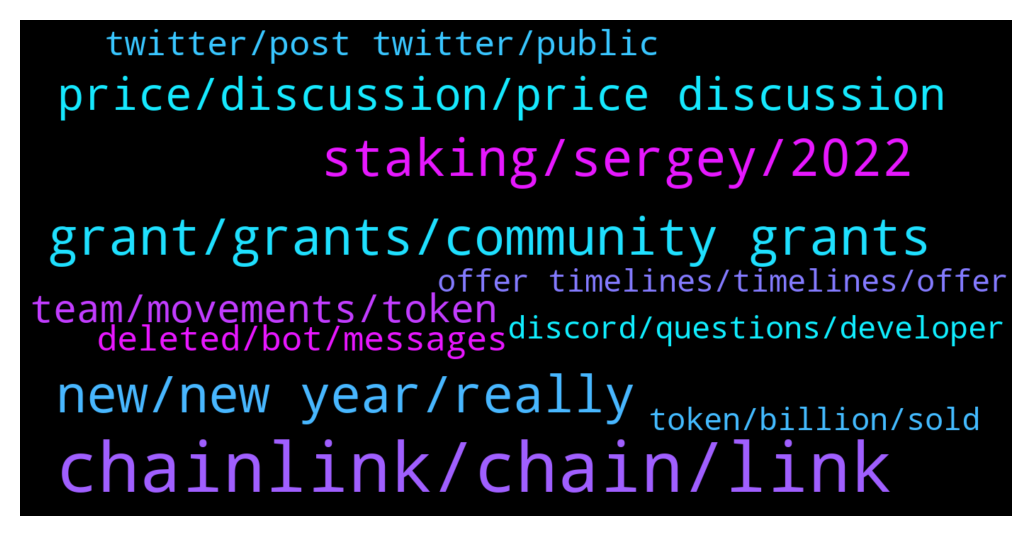 twitter/post twitter/public
price/discussion/price discussion
staking/sergey/2022
grant/grants/community grants
offer timelines/timelines/offer
team/movements/token
discord/questions/developer
deleted/bot/messages
new/new year/really
token/billion/sold
chainlink/chain/link